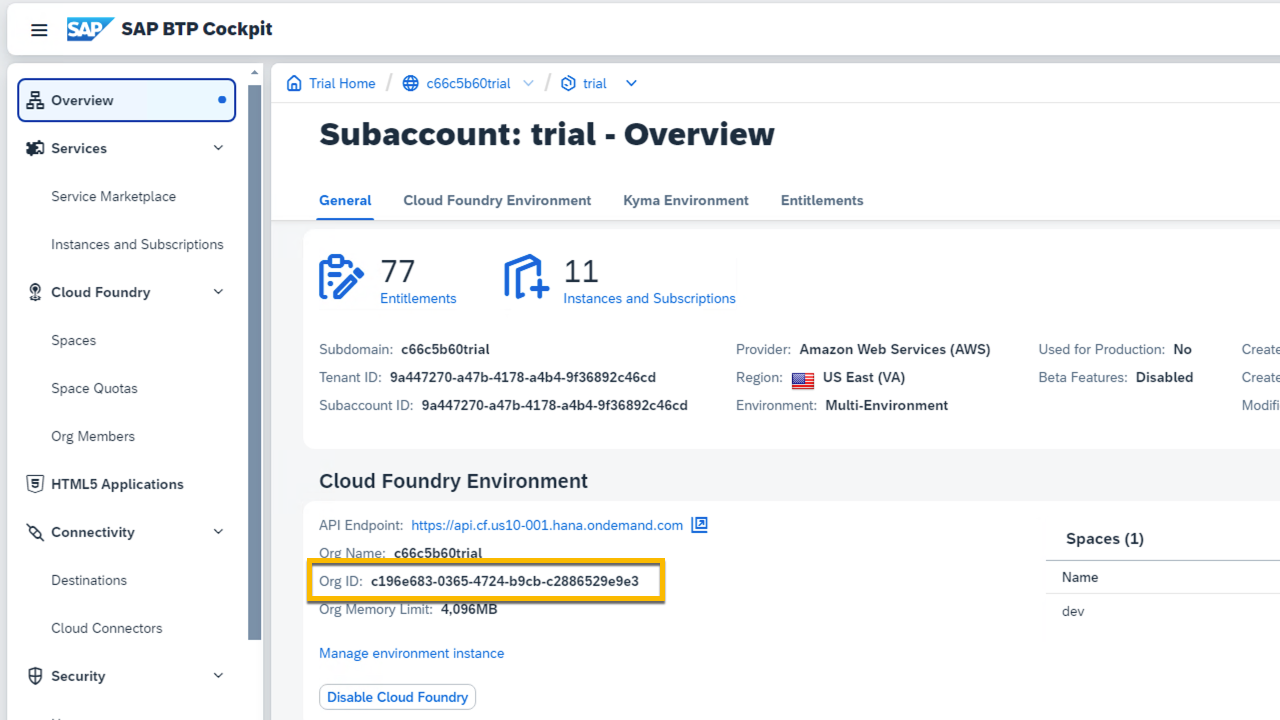 SAP SAP BTP Cockpit
Overview
Services
Service Marketplace
Instances and Subscriptions
Cloud Foundry
Spaces
Space Quotas
Org Members
HTML5 Applications
Connectivity
Destinations
Cloud Connectors
Security
Trial Home / c66c5b60trial / trial
Subaccount: trial - Overview
General Cloud Foundry Environment Kyma Environment Entitlements
77
Entitlements
11
Instances and Subscriptions
Subdomain: c66c5b60trial
Tenant ID: 9a447270-a47b-4178-a4b4-9f36892c46cd
Subaccount ID: 9a447270-a47b-4178-a4b4-9f36892c46cd
Provider: Amazon Web Services (AWS)
Region: US East (VA)
Environment: Multi-Environment
Used for Production: No
Beta Features: Disabled
Create
Create
Modifi
Cloud Foundry Environment
API Endpoint: https://api.cf.us10-001.hana.ondemand.com
Org Name: c66c5b60trial
Org ID: c196e683-0365-4724-b9cb-c2886529e9e3
Org Memory Limit: 4,096MB
Manage environment instance
Disable Cloud Foundry
Spaces (1)
Name
dev